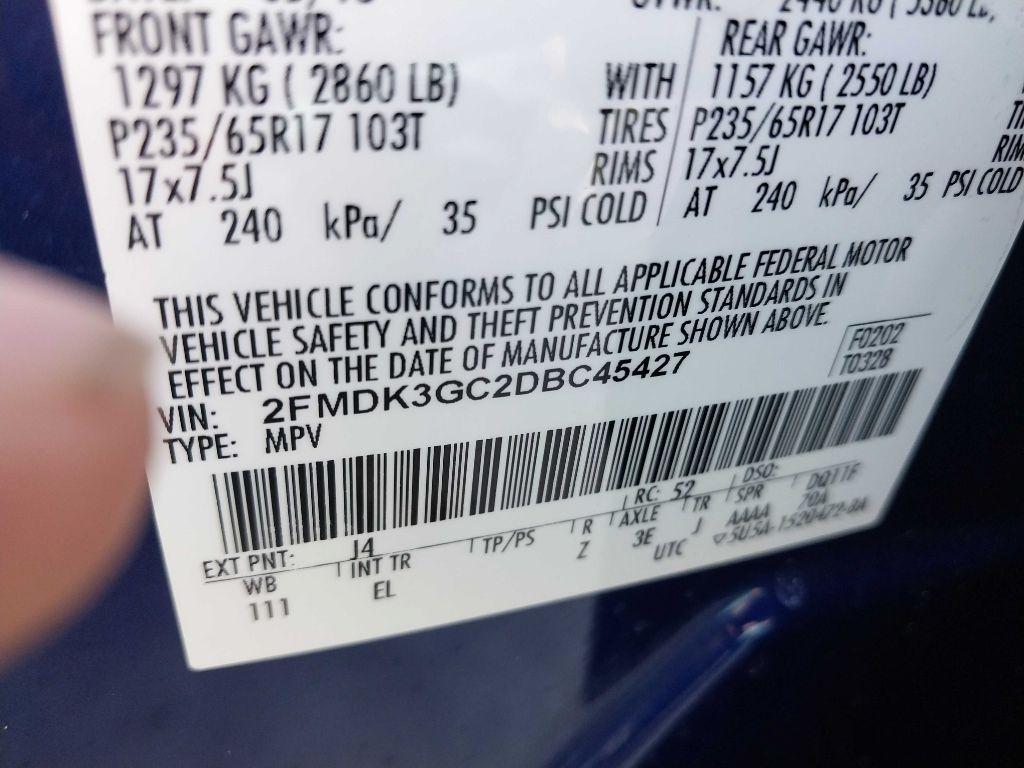 FRONT GAWR:
1297 KG ( 2860 LB)
P235/65R17 103T
17x7.5J
AT 240 kPa/ 35 PSI COLD
WITH
TIRES
RIMS
REAR GAWR:
1157 KG ( 2550 LB)
P235/65R17 103T
17x7.5J
AT 240 kPa/ 35 PSI COLD
THIS VEHICLE CONFORMS TO ALL APPLICABLE FEDERAL MOTOR
VEHICLE SAFETY AND THEFT PREVENTION STANDARDS IN
EFFECT ON THE DATE OF MANUFACTURE SHOWN ABOVE.
VIN: 2FMDK3GC2DBC45427
TYPE: MPV
F0202
T0328
EXT PNT: J4 RC: 52 DSO:
WB INT TR TP/PS R AXLE TR SPR DQ11F
111 EL Z 3E J AAAA 70A
UTC ▽5U5A-1520472-BA